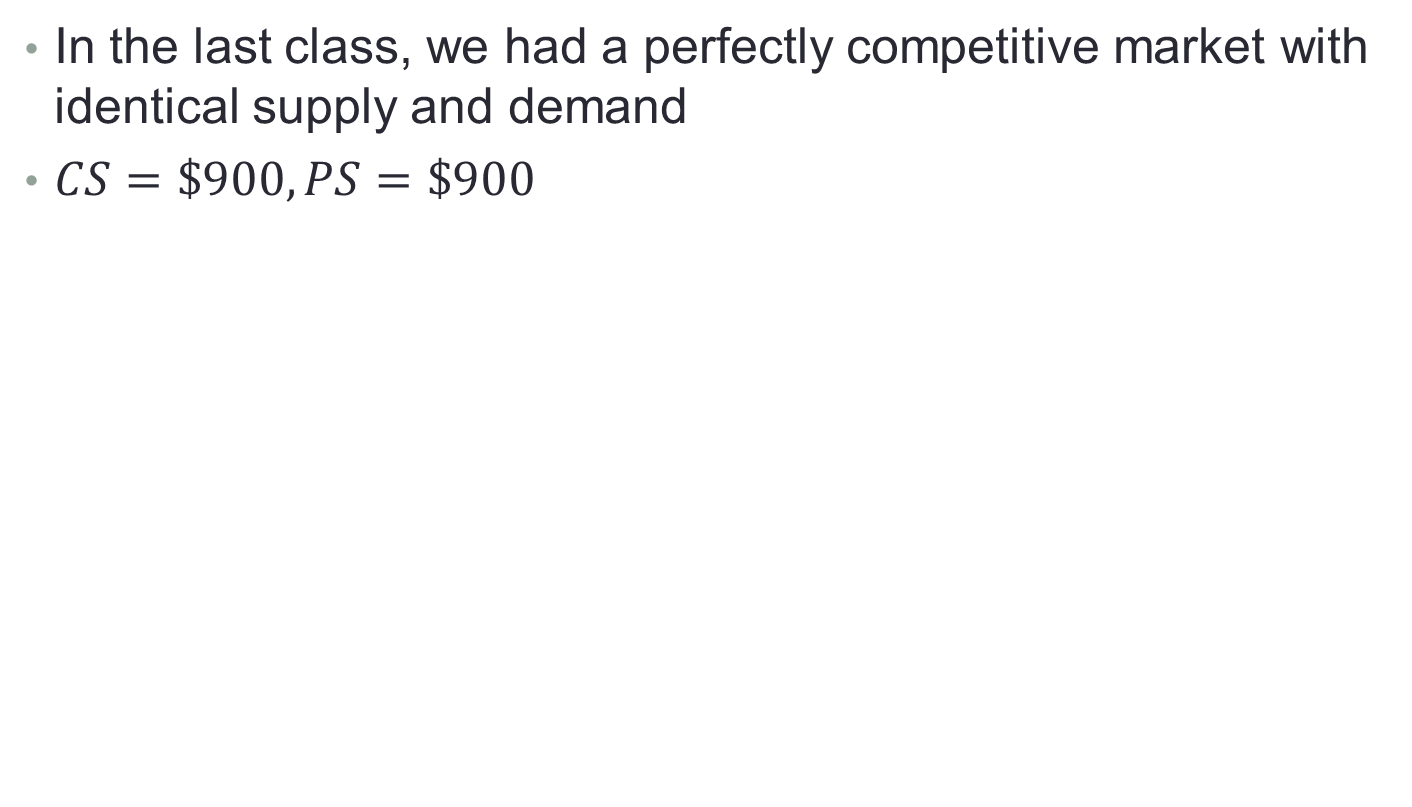 • In the last class, we had a perfectly competitive market with
identical supply and demand
• 𝐶𝑆 = $900, 𝑃𝑆 = $900